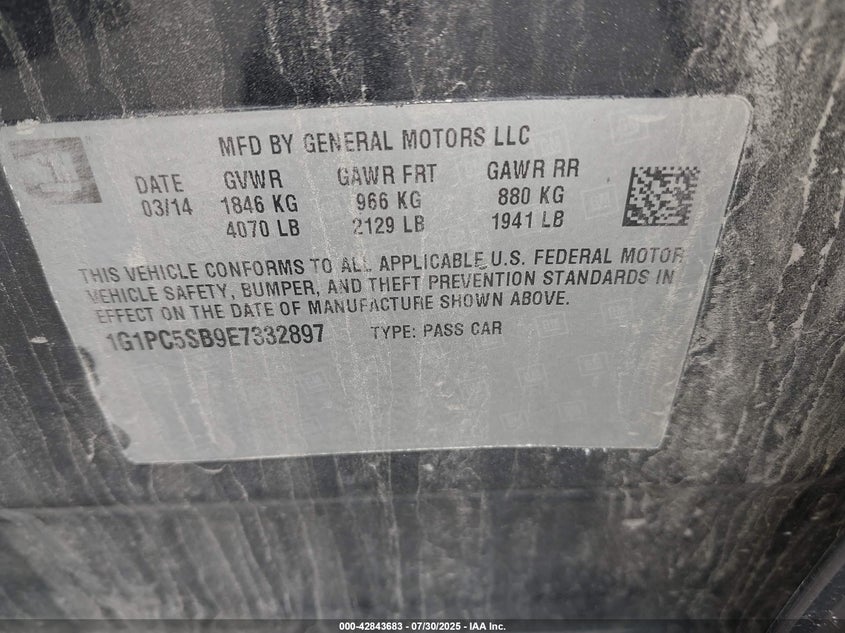 MFD BY GENERAL MOTORS LLC
DATE GVWR GAWR FRT GAWR RR
03/14 1846 KG 966 KG 880 KG
4070 LB 2129 LB 1941 LB
THIS VEHICLE CONFORMS TO ALL APPLICABLE U.S. FEDERAL MOTOR
VEHICLE SAFETY, BUMPER, AND THEFT PREVENTION STANDARDS IN
EFFECT ON THE DATE OF MANUFACTURE SHOWN ABOVE.
1G1PC5SB9E7332897 TYPE: PASS CAR
000-42843683 / 07/30/2025 - IAA Inc.